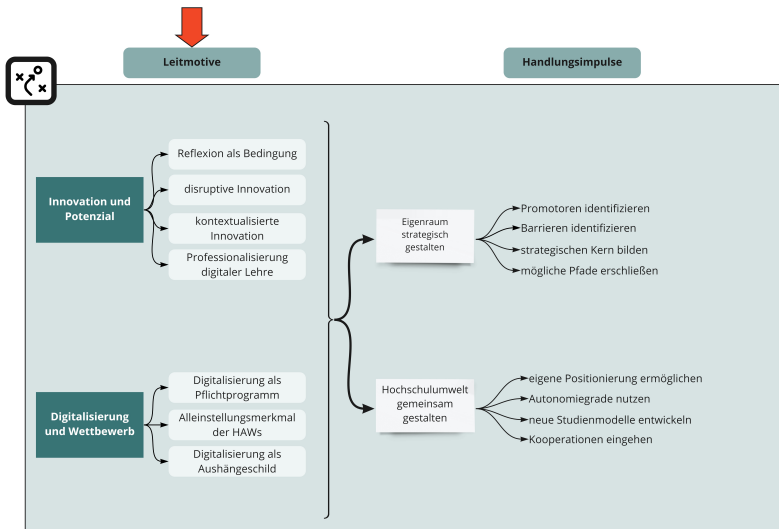 Leitmotive
Handlungsimpulse
Innovation und
Potenzial
Reflexion als Bedingung
disruptive Innovation
kontextualisierte
Innovation
Professionalisierung
digitaler Lehre
Digitalisierung
und Wettbewerb
Digitalisierung als
Pflichtprogramm
Alleinstellungsmerkmal
der HAWs
Digitalisierung als
Aushängeschild
Eigenraum
strategisch
gestalten
Promotoren identifizieren
Barrieren identifizieren
strategischen Kern bilden
mögliche Pfade erschließen
Hochschulumwelt
gemeinsam
gestalten
eigene Positionierung ermöglichen
Autonomiegrade nutzen
neue Studienmodelle entwickeln
Kooperationen eingehen